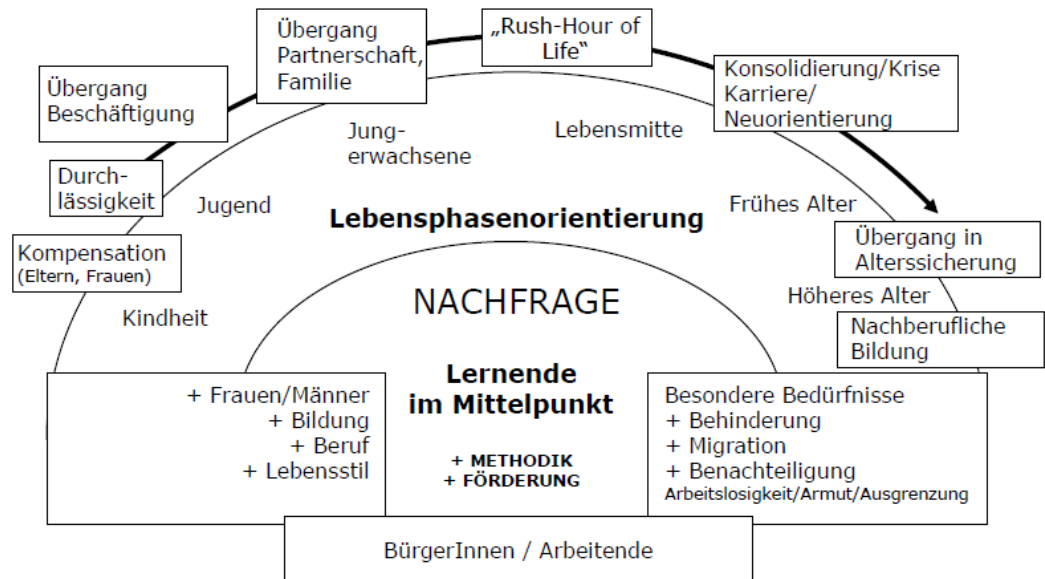 Übergang
Partnerschaft,
Familie
„Rush-Hour of
Life“
Übergang
Beschäftigung
Konsolidierung/Krise
Karriere/
Neuorientierung
Jung-
erwachsene
Lebensmitte
Durch-
lässigkeit
Jugend
Lebensphasenorientierung
Frühes Alter
Kompensation
(Eltern, Frauen)
Übergang in
Alterssicherung
Kindheit
NACHFRAGE
Höheres Alter
Nachberufliche
Bildung
Lernende
im Mittelpunkt
+ METHODIK
+ FÖRDERUNG
+ Frauen/Männer
+ Bildung
+ Beruf
+ Lebensstil
Besondere Bedürfnisse
+ Behinderung
+ Migration
+ Benachteiligung
Arbeitslosigkeit/Armut/Ausgrenzung
BürgerInnen / Arbeitende